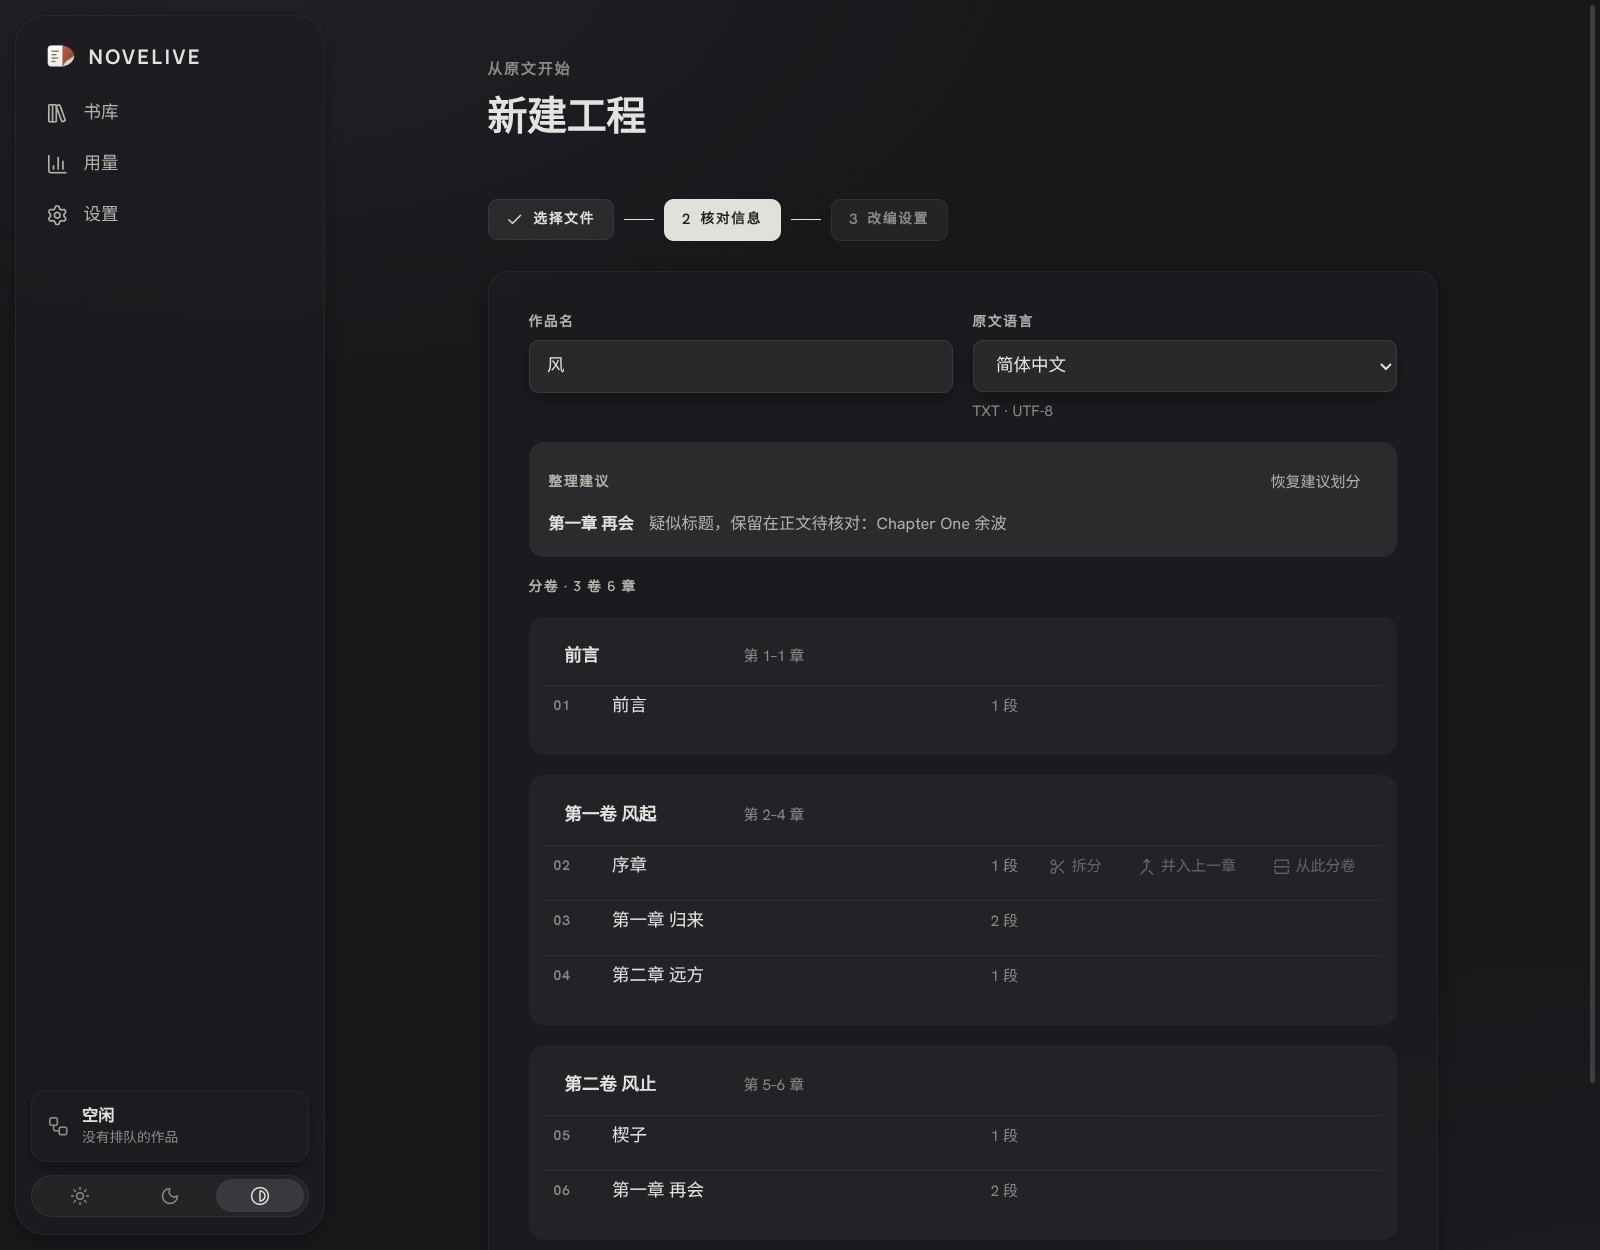 NOVELIVE
书库
用量
设置
空闲
没有排队的作品
从原文开始
新建工程
选择文件
2 核对信息
3 改编设置
作品名
原文语言
风
简体中文
TXT · UTF-8
整理建议
恢复建议划分
第一章 再会 疑似标题，保留在正文待核对：Chapter One 余波
分卷 · 3 卷 6 章
前言 第 1–1 章
01 前言 1 段
第一卷 风起 第 2–4 章
02 序章 1 段 拆分 并入上一章 从此分卷
03 第一章 归来 2 段
04 第二章 远方 1 段
第二卷 风止 第 5–6 章
05 楔子 1 段
06 第一章 再会 2 段